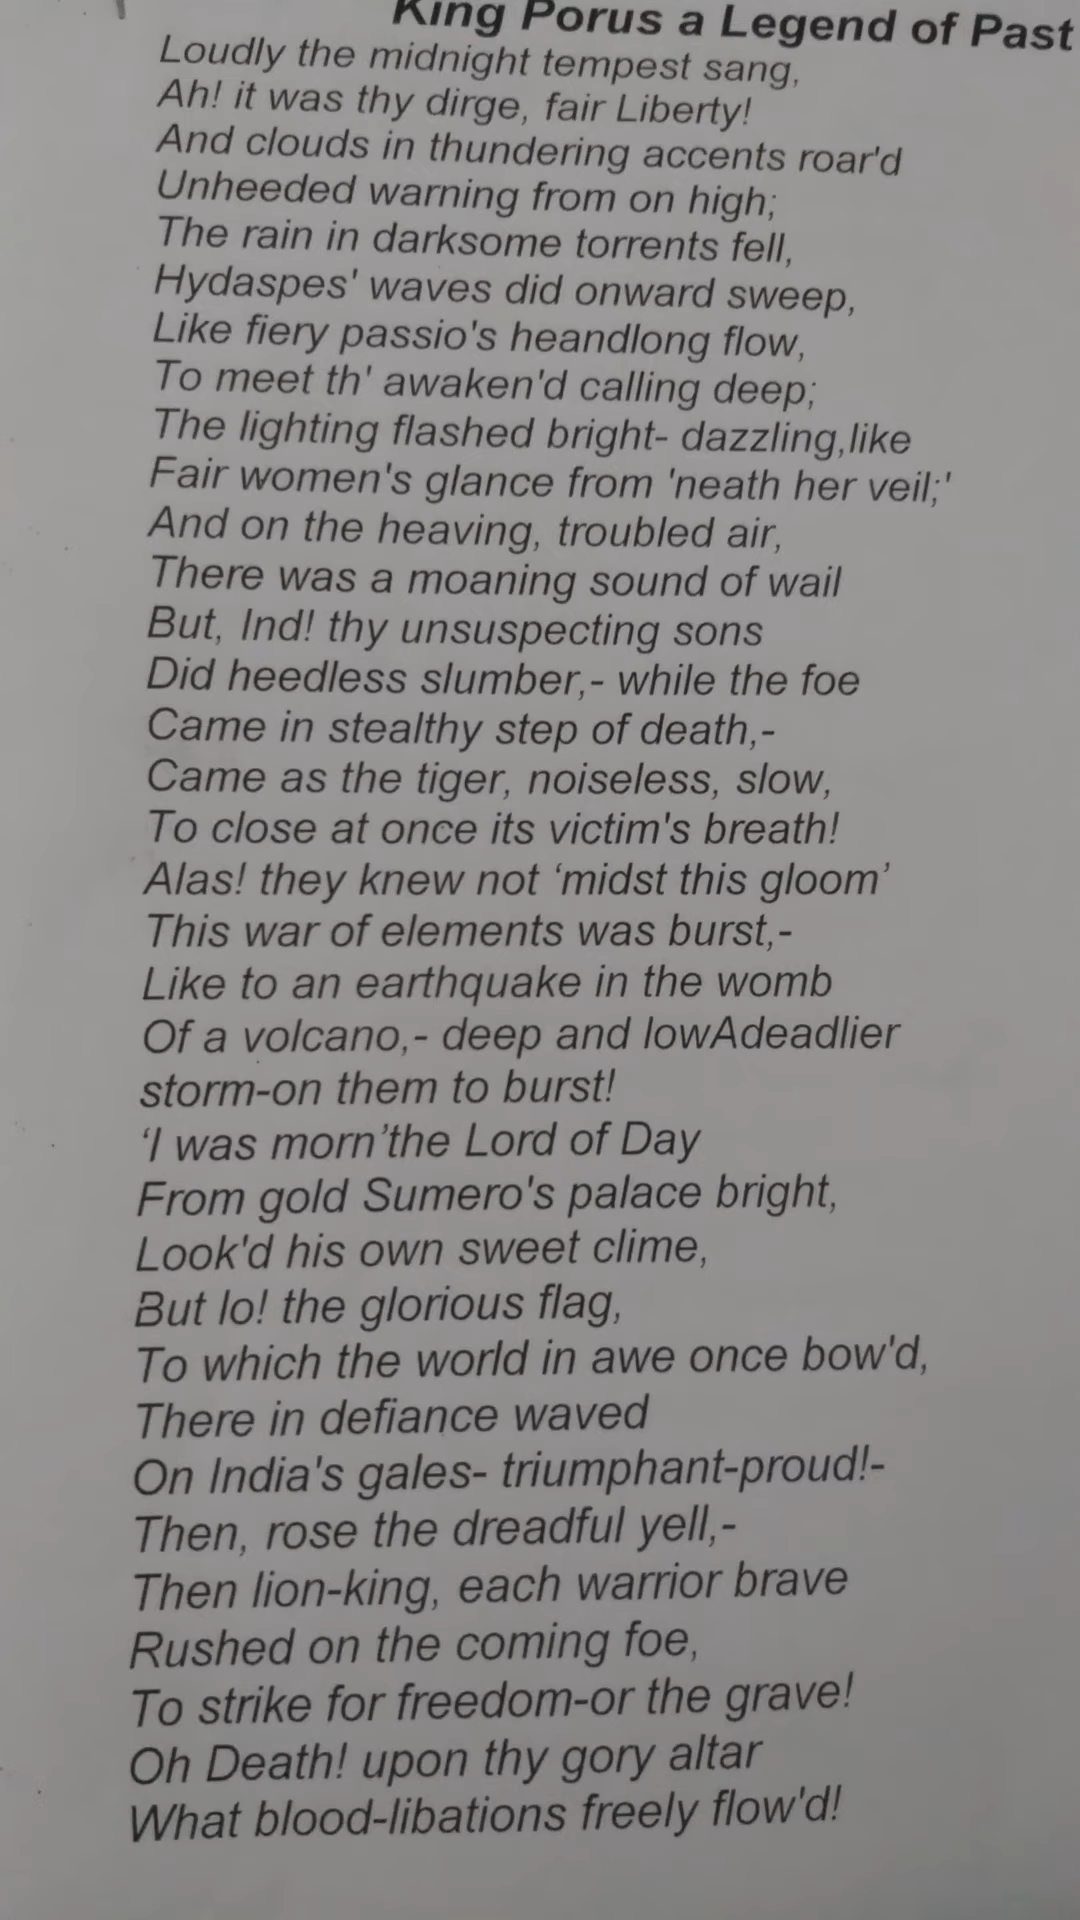 King Porus a Legend of Past
Loudly the midnight tempest sang,
Ah! it was thy dirge, fair Liberty!
And clouds in thundering accents roar'd
Unheeded warning from on high;
The rain in darksome torrents fell,
Hydaspes' waves did onward sweep,
Like fiery passio's heandlong flow,
To meet th' awaken'd calling deep;
The lighting flashed bright- dazzling,like
Fair women's glance from 'neath her veil;'
And on the heaving, troubled air,
There was a moaning sound of wail
But, Ind! thy unsuspecting sons
Did heedless slumber,- while the foe
Came in stealthy step of death,-
Came as the tiger, noiseless, slow,
To close at once its victim's breath!
Alas! they knew not ‘midst this gloom’
This war of elements was burst,-
Like to an earthquake in the womb
Of a volcano,- deep and lowAdeadlier
storm-on them to burst!
‘I was morn’the Lord of Day
From gold Sumero's palace bright,
Look'd his own sweet clime,
But lo! the glorious flag,
To which the world in awe once bow'd,
There in defiance waved
On India's gales- triumphant-proud!-
Then, rose the dreadful yell,-
Then lion-king, each warrior brave
Rushed on the coming foe,
To strike for freedom-or the grave!
Oh Death! upon thy gory altar
What blood-libations freely flow'd!